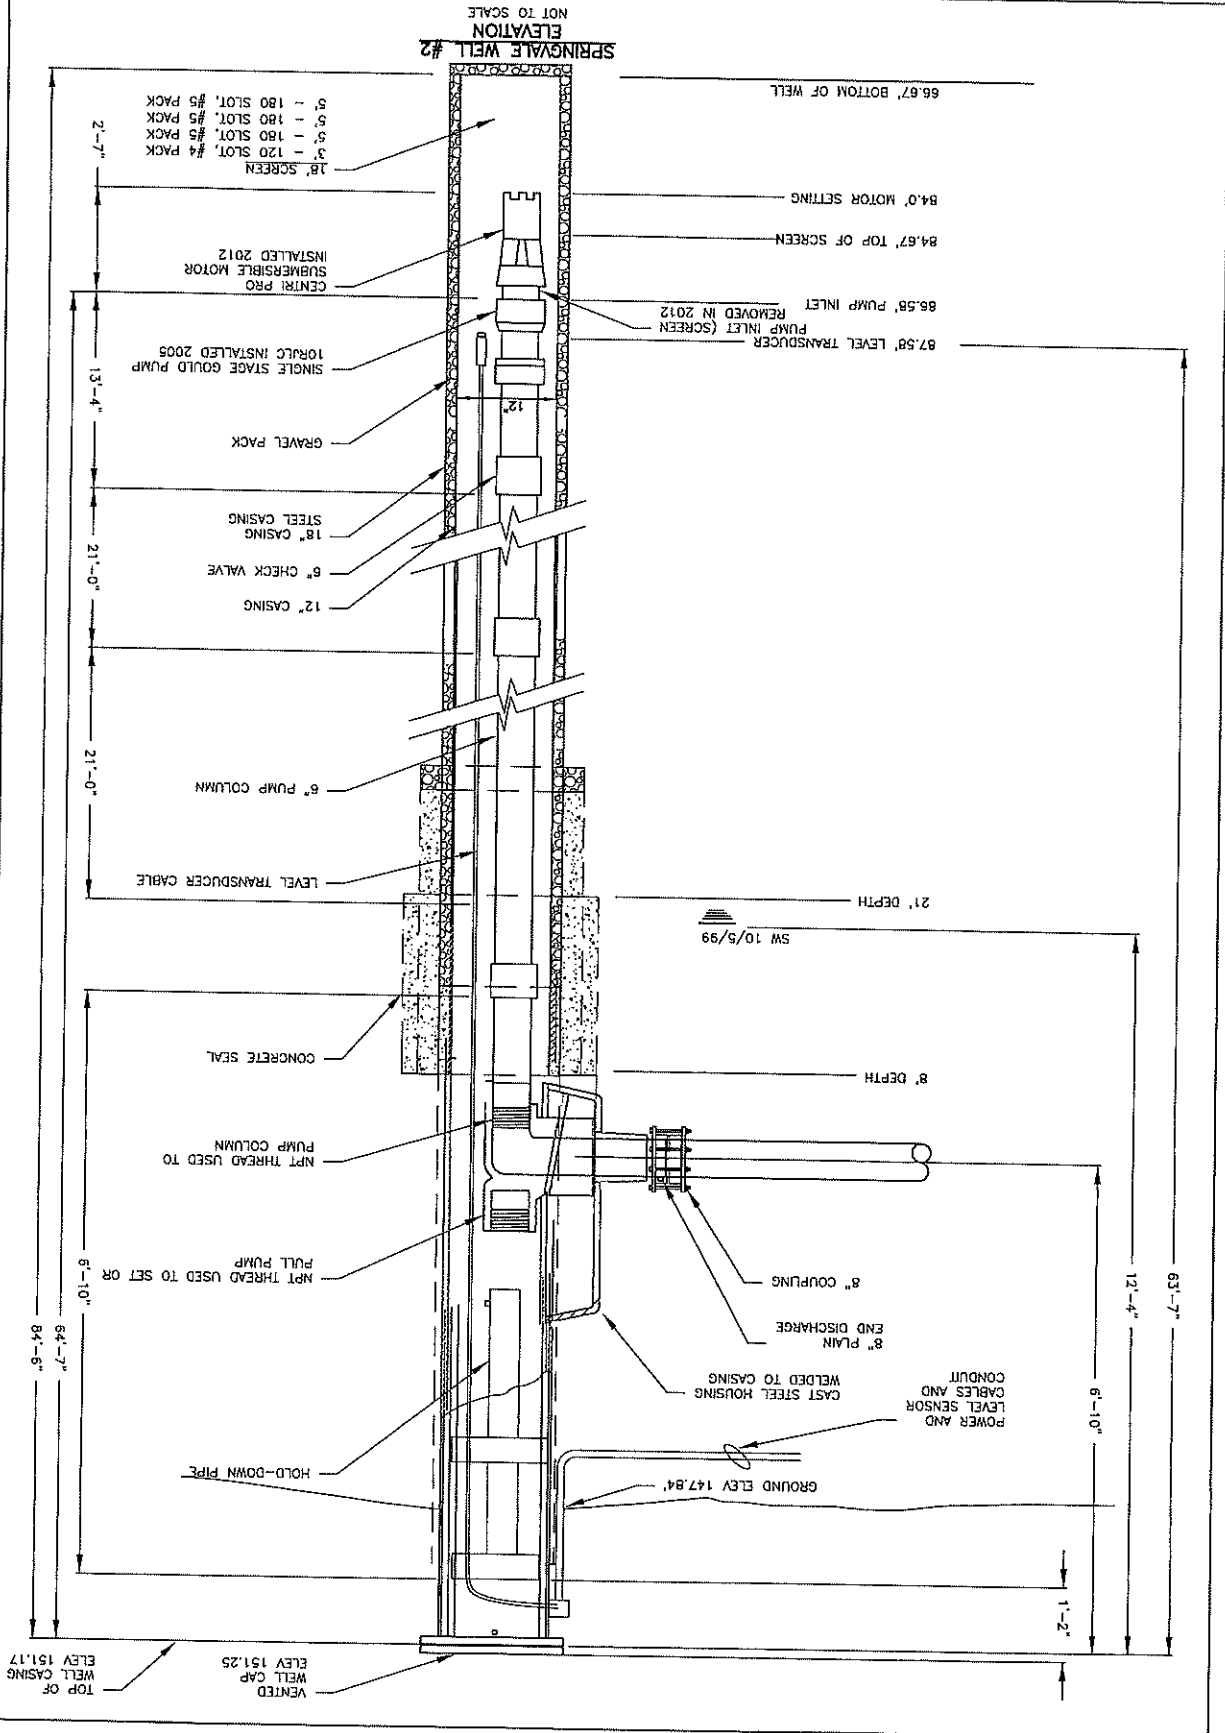 VENTED
WELL CAP
ELEV 151.25
TOP OF
WELL CASING
ELEV 151.17
1'-2"
GROUND ELEV 147.84'
POWER AND
LEVEL SENSOR
CABLES AND
CONDUIT
HOLD-DOWN PIPE
CAST STEEL HOUSING
WELDED TO CASING
8" PLAIN
END DISCHARGE
8" COUPLING
6'-10"
12'-4"
63'-7"
6'-10"
64'-7"
84'-6"
NPT THREAD USED TO SET OR
PULL PUMP
NPT THREAD USED TO
PUMP COLUMN
8' DEPTH
CONCRETE SEAL
SW 10/5/99
21' DEPTH
LEVEL TRANSDUCER CABLE
6" PUMP COLUMN
21'-0"
12" CASING
6" CHECK VALVE
21'-0"
18" CASING
STEEL CASING
GRAVEL PACK
12"
13'-4"
SINGLE STAGE GOULD PUMP
10RJLC INSTALLED 2005
87.58' LEVEL TRANSDUCER
PUMP INLET (SCREEN
REMOVED IN 2012
86.58' PUMP INLET
CENTRI PRO
SUBMERSIBLE MOTOR
INSTALLED 2012
84.67' TOP OF SCREEN
84.0' MOTOR SETTING
2'-7"
18' SCREEN
3' - 120 SLOT, #4 PACK
5' - 180 SLOT, #5 PACK
5' - 180 SLOT, #5 PACK
5' - 180 SLOT, #5 PACK
66.67' BOTTOM OF WELL
SPRINGVALE WELL #2
ELEVATION
NOT TO SCALE